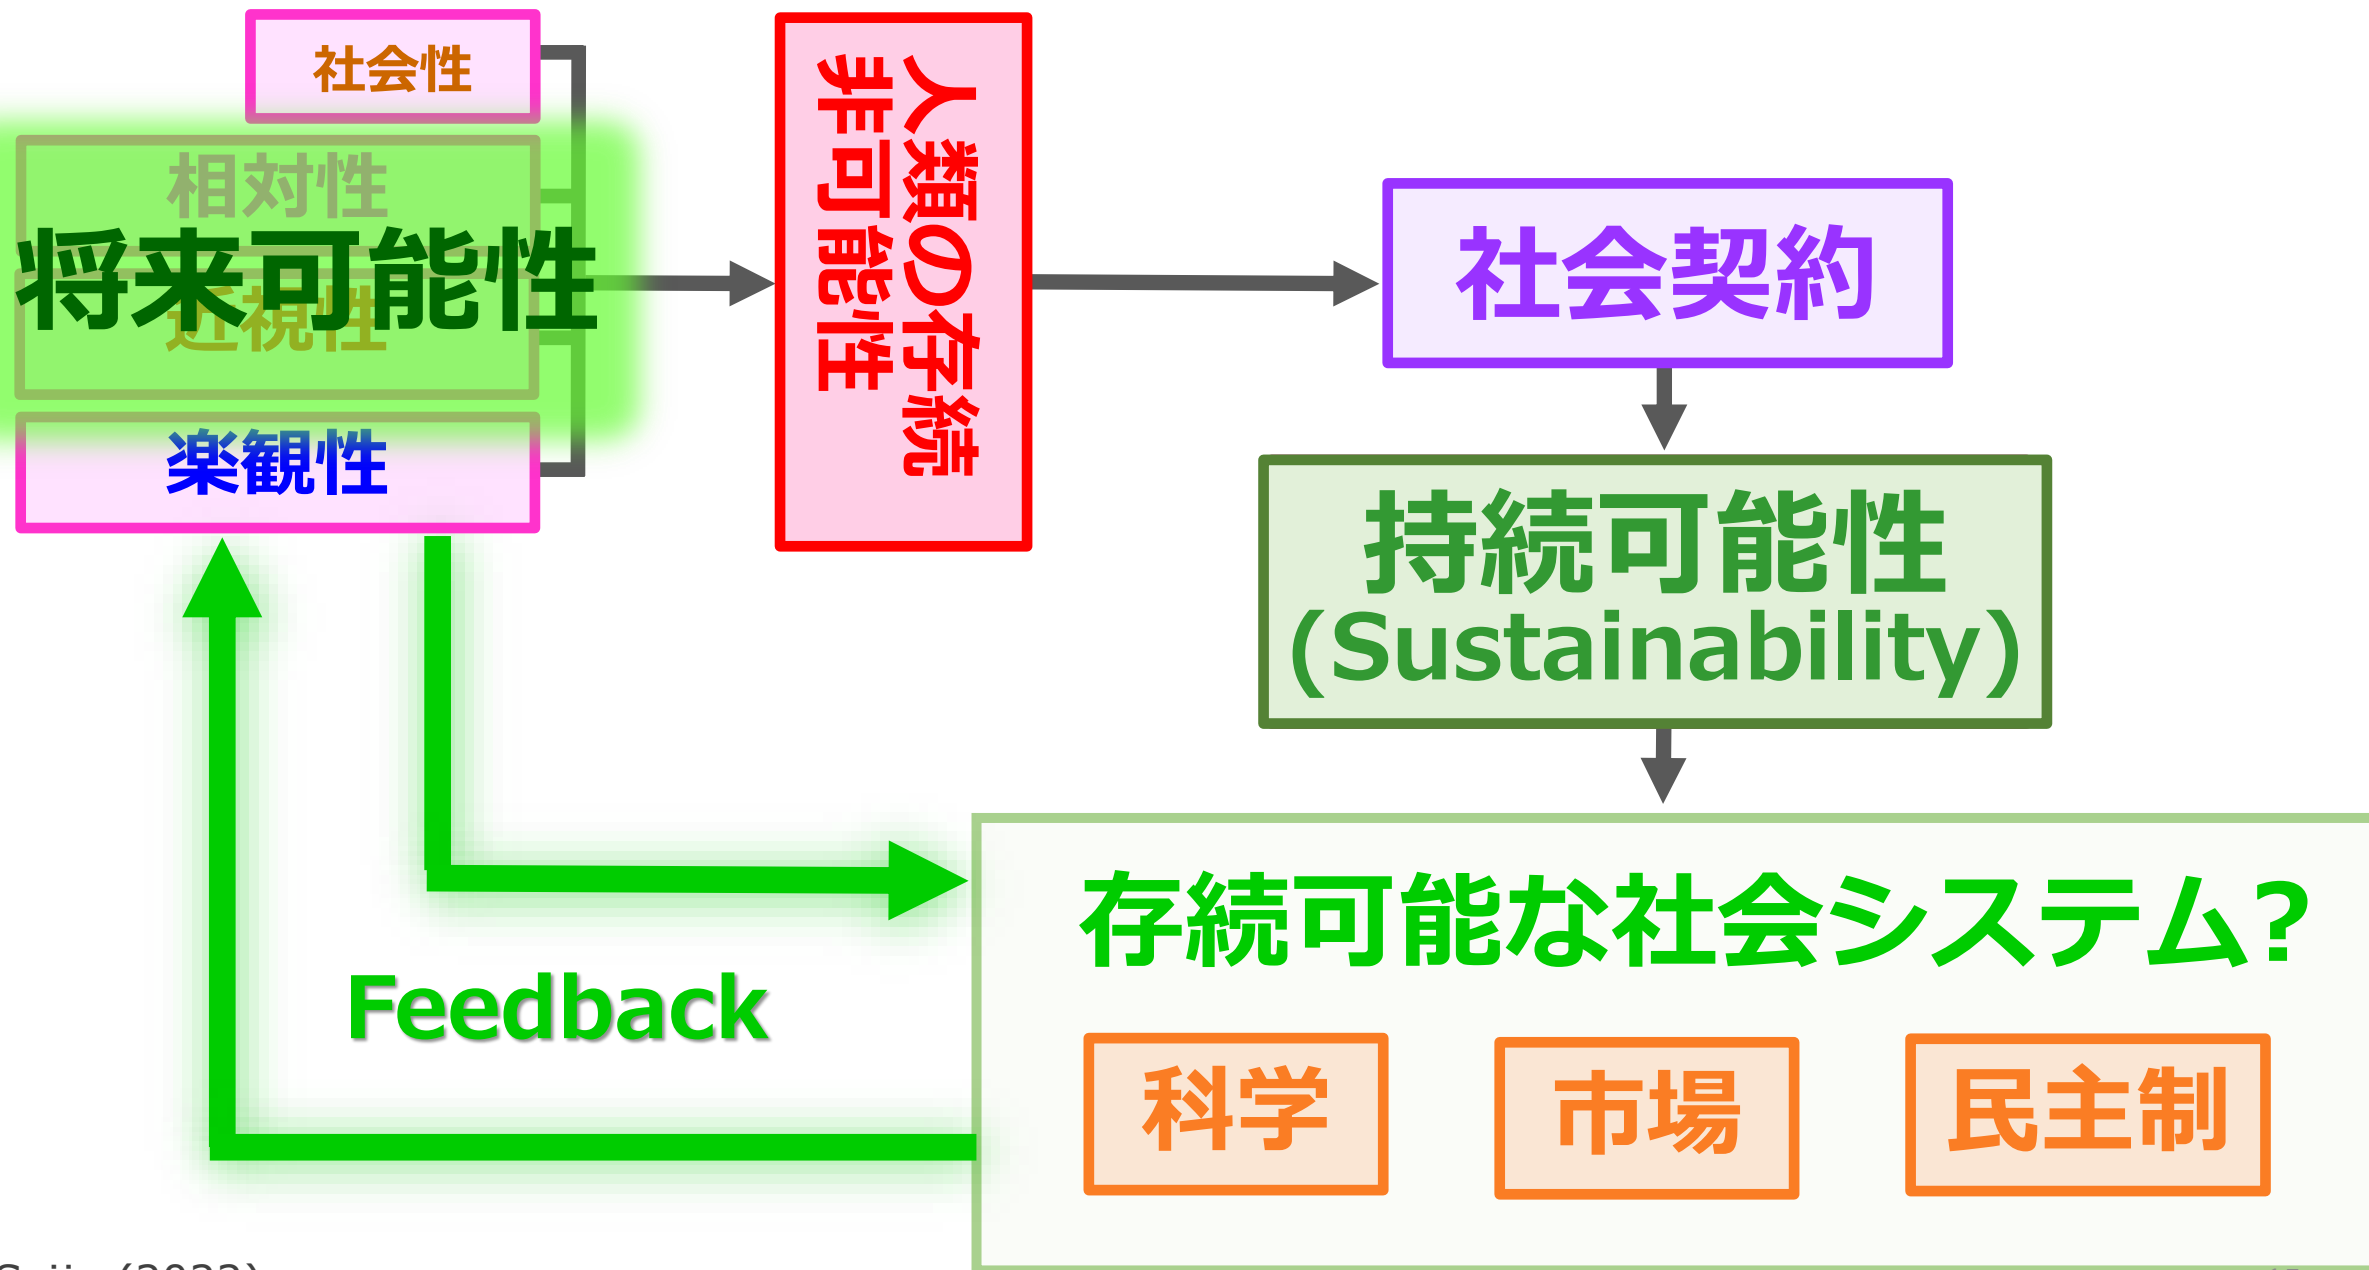 社会性
相対性
将来可能性
近視性
楽観性
人類の存続
非可能性
社会契約
持続可能性
(Sustainability)
存続可能な社会システム?
Feedback
科学
市場
民主制